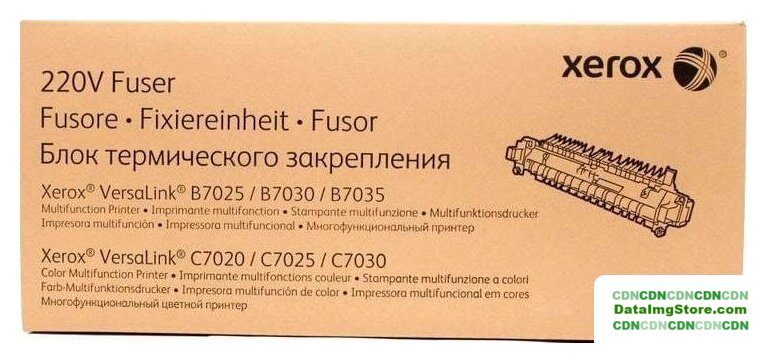 xerox
220V Fuser
Fusore • Fixiereinheit • Fusor
Блок термического закрепления
Xerox® VersaLink® B7025 / B7030 / B7035
Multifunction Printer • Imprimante multifonction • Stampante multifunzione • Multifunktionsdrucker
Impresora multifunción • Impressora multifuncional • Многофункциональный принтер
Xerox® VersaLink® C7020 / C7025 / C7030
Color Multifunction Printer • Imprimante multifonctions couleur • Stampante multifunzione a colori
Farb-Multifunktionsdrucker • Impresora multifunción de color • Impressora multifuncional em cores
Многофункциональный цветной принтер
CDNCDNCDNCDNCDN
DataImgStore.com
CDNCDNCDNCDNCDN